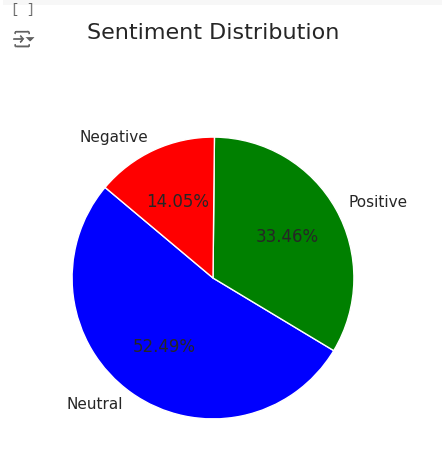 [ ]
Sentiment Distribution
Negative
14.05%
Positive
33.46%
52.49%
Neutral